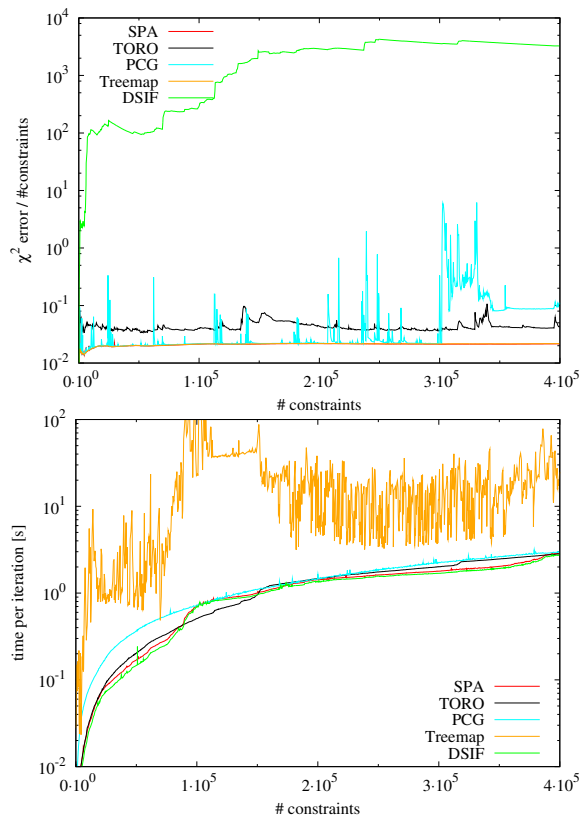 10^4
10^3
10^2
10^1
10^0
10^-1
10^-2
χ^2 error / #constraints
SPA
TORO
PCG
Treemap
DSIF
0·10^0
1·10^5
2·10^5
3·10^5
4·10^5
# constraints
10^2
10^1
10^0
10^-1
10^-2
time per iteration [s]
SPA
TORO
PCG
Treemap
DSIF
0·10^0
1·10^5
2·10^5
3·10^5
4·10^5
# constraints